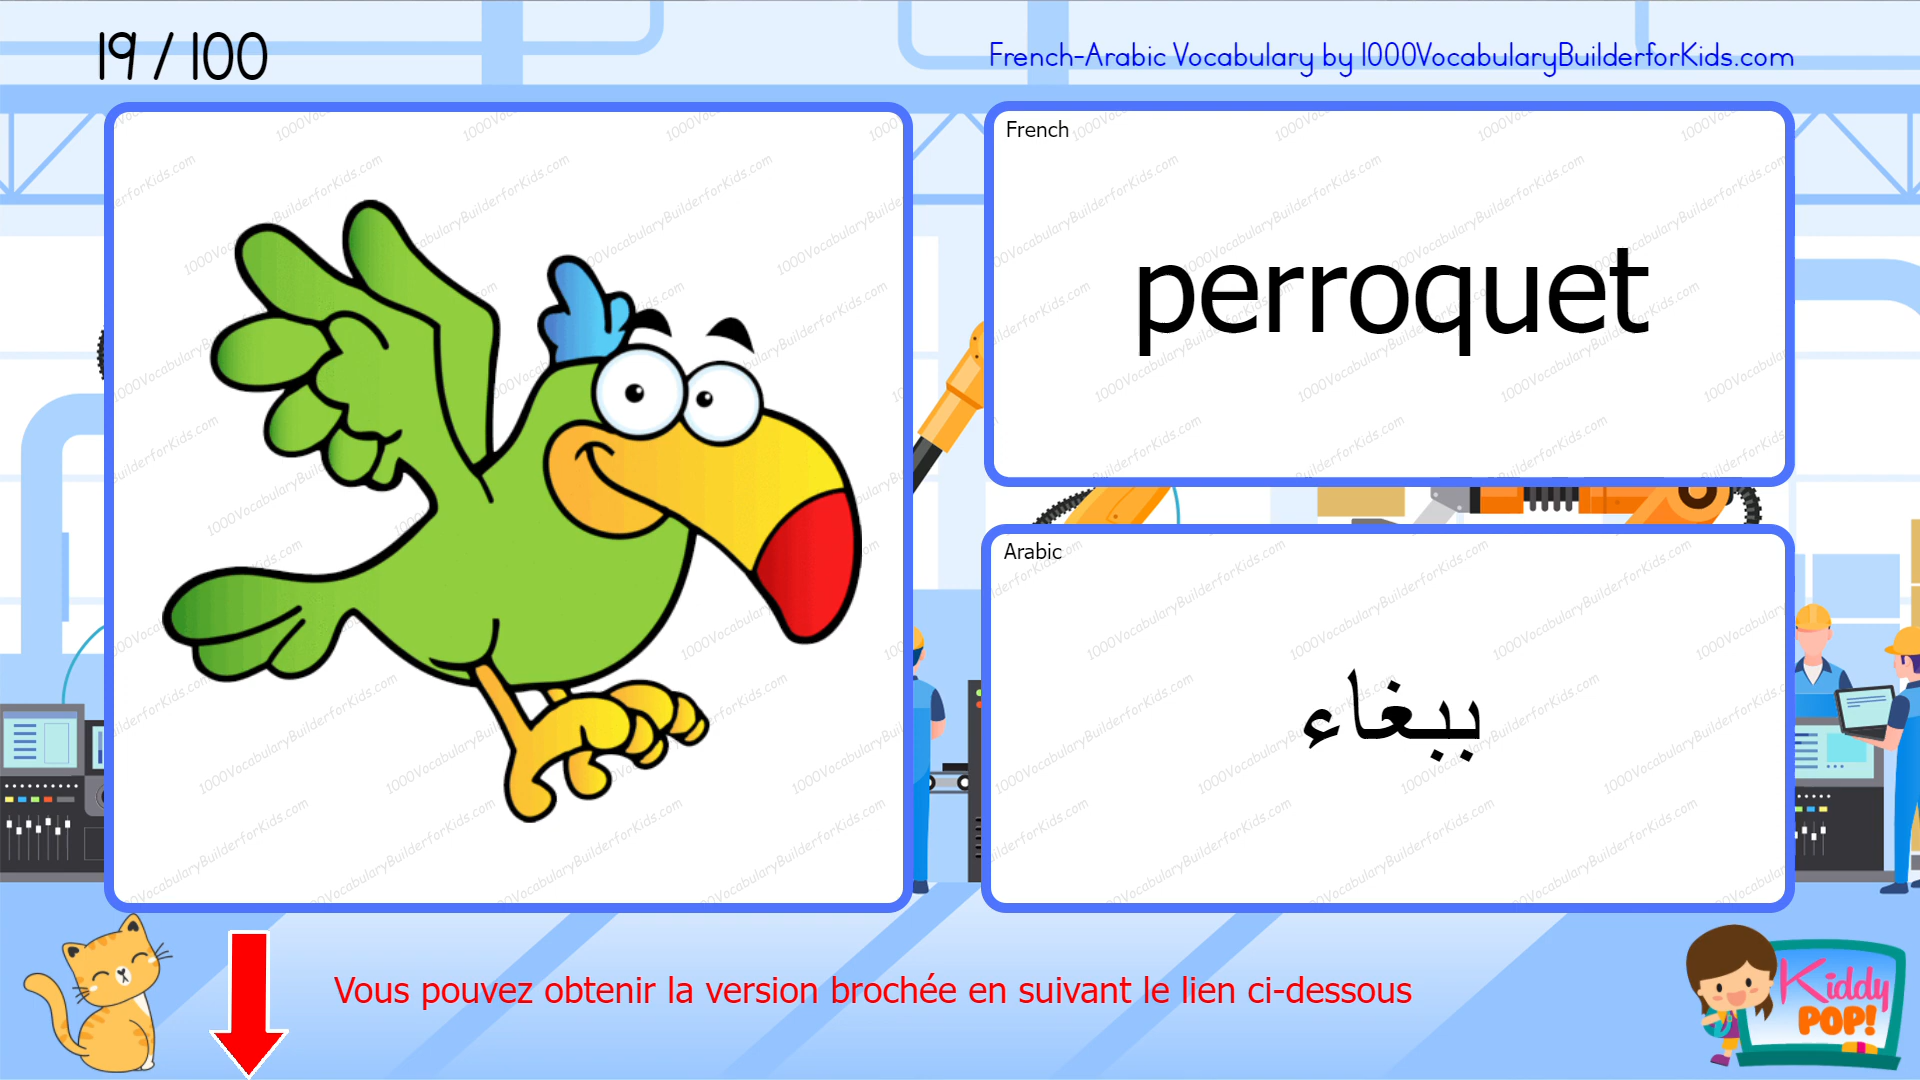 19 / 100
French-Arabic Vocabulary by 1000VocabularyBuilderforKids.com
French
perroquet
Arabic
ببغاء
Vous pouvez obtenir la version brochée en suivant le lien ci-dessous
Kiddy
POP!